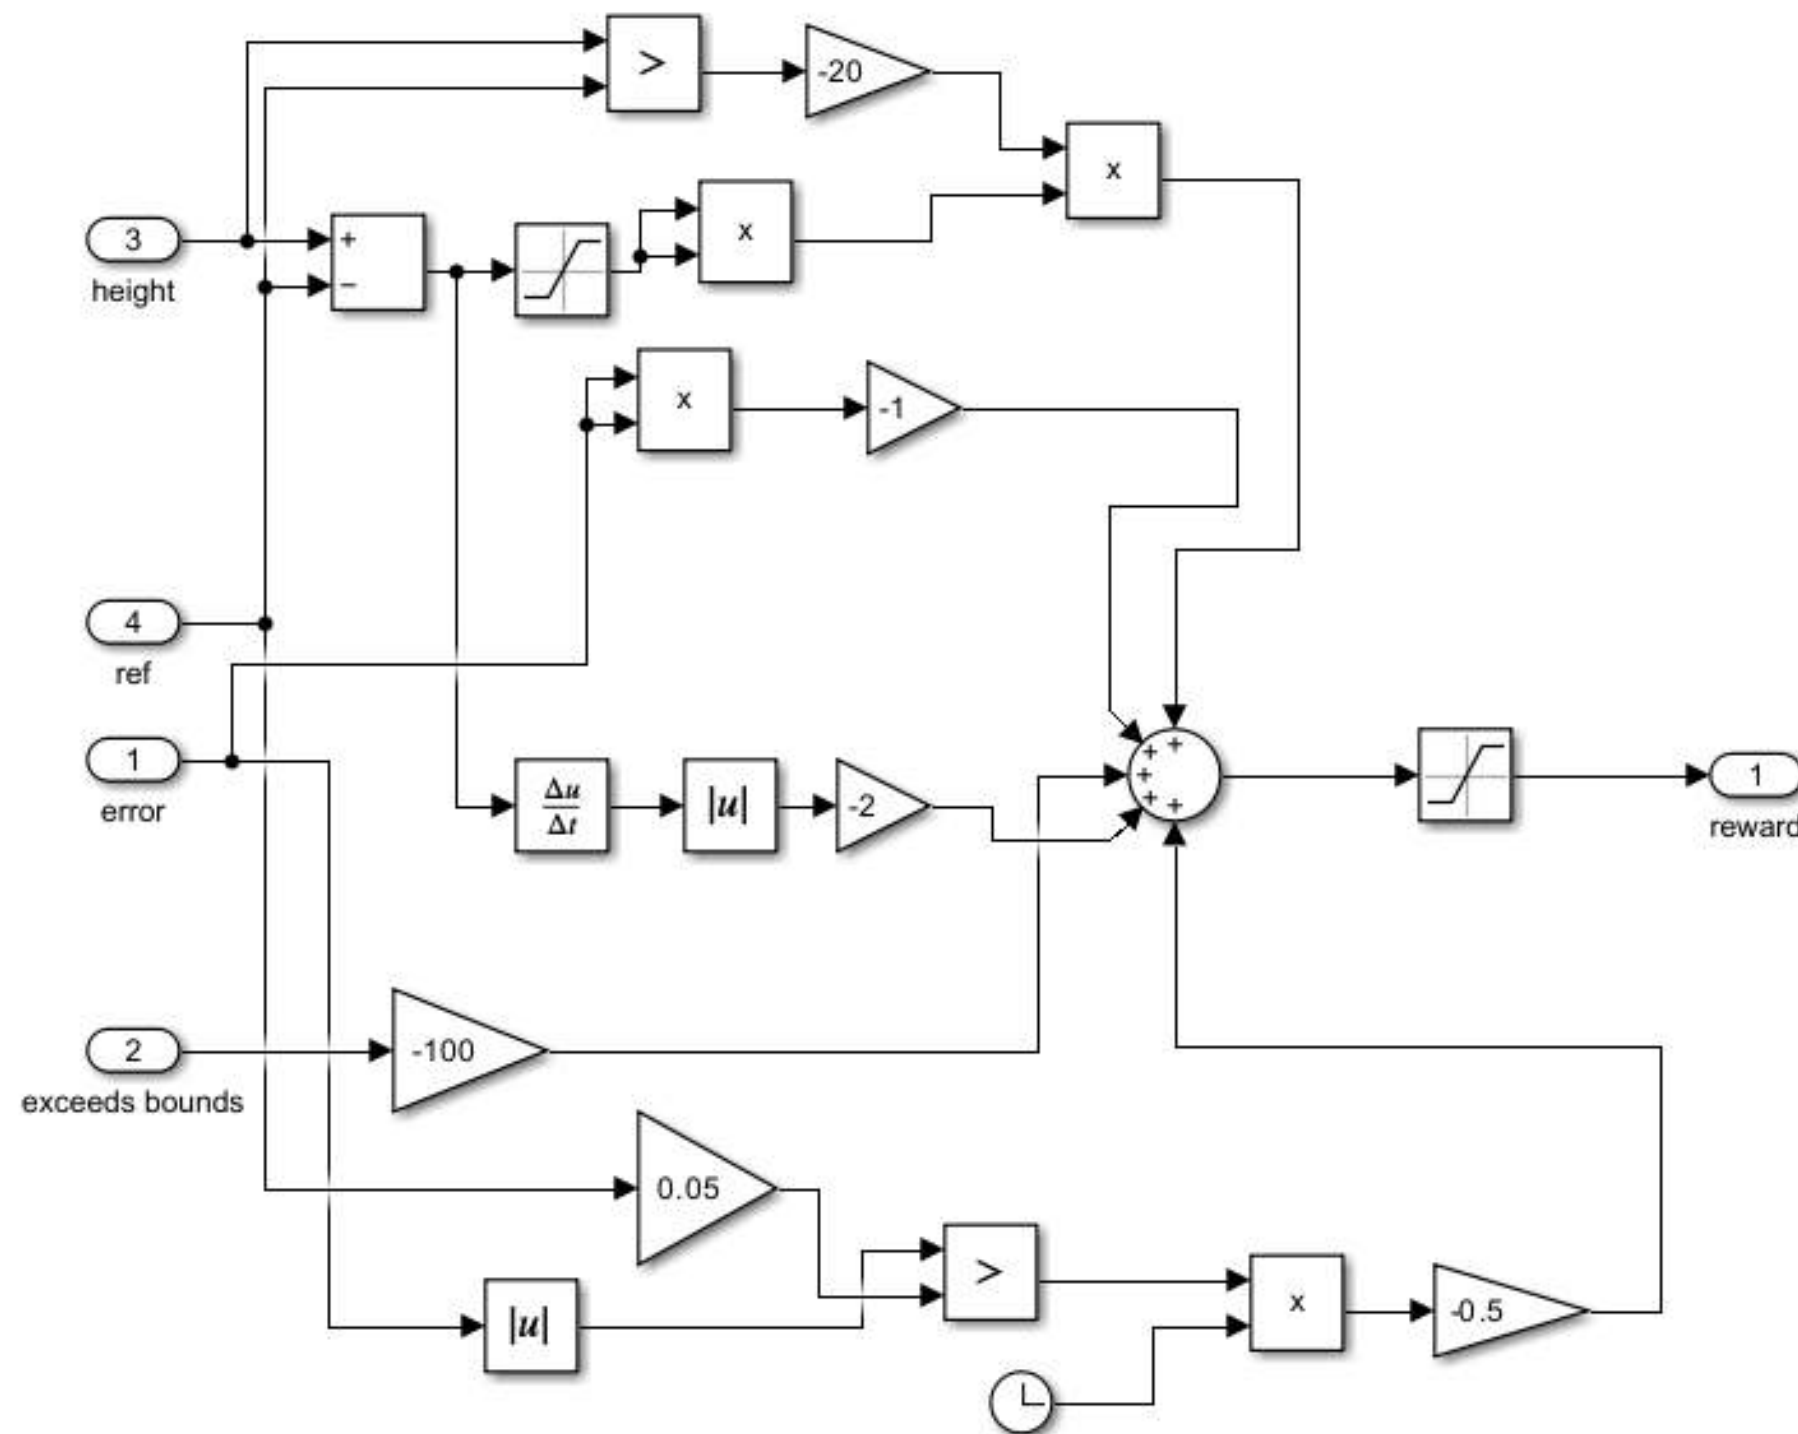 >
-20
x
3
+
−
x
height
x
-1
4
ref
1
error
Δu
Δt
|u|
-2
+ +
+
+ +
1
reward
2
-100
exceeds bounds
0.05
>
|u|
x
-0.5